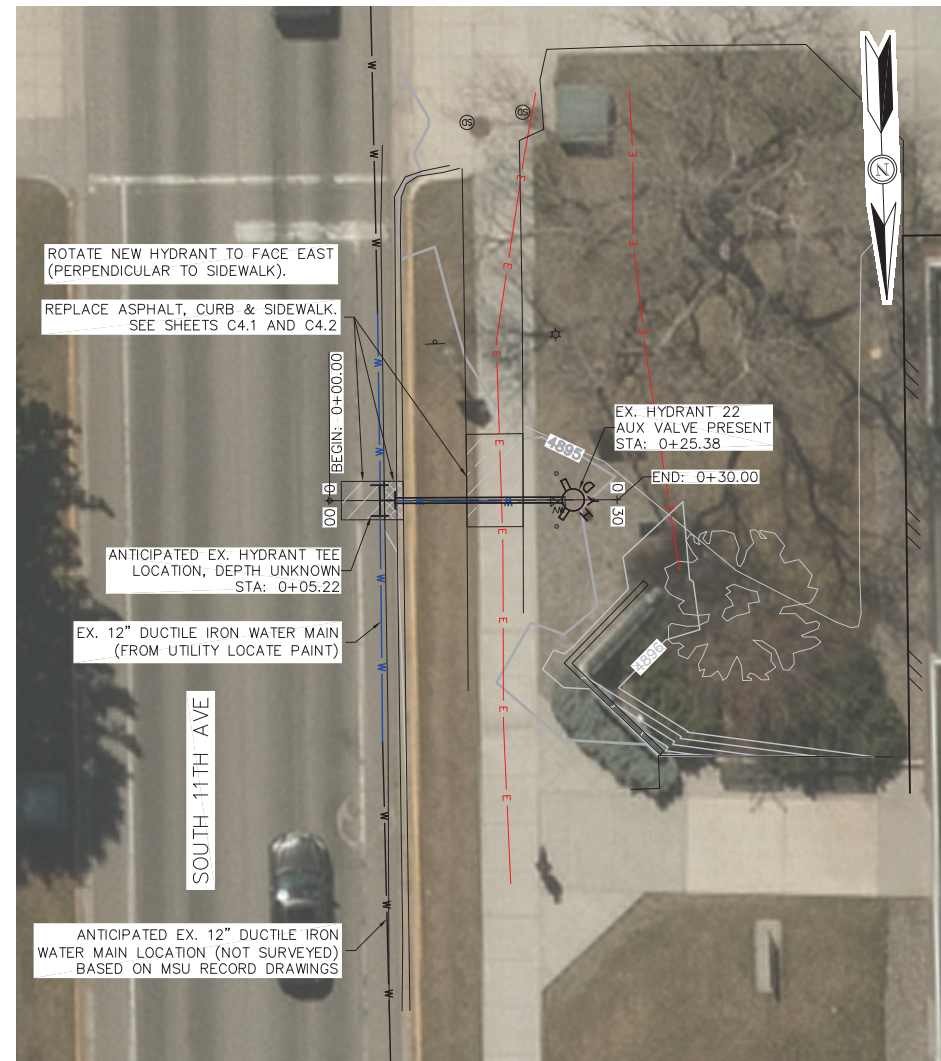 ROTATE NEW HYDRANT TO FACE EAST
(PERPENDICULAR TO SIDEWALK).
REPLACE ASPHALT, CURB & SIDEWALK.
SEE SHEETS C4.1 AND C4.2
BEGIN: 0+00.00
0
00
ANTICIPATED EX. HYDRANT TEE
LOCATION, DEPTH UNKNOWN
STA: 0+05.22
EX. 12" DUCTILE IRON WATER MAIN
(FROM UTILITY LOCATE PAINT)
SOUTH 11TH AVE
ANTICIPATED EX. 12" DUCTILE IRON
WATER MAIN LOCATION (NOT SURVEYED)
BASED ON MSU RECORD DRAWINGS
EX. HYDRANT 22
AUX VALVE PRESENT
STA: 0+25.38
END: 0+30.00
0
30
4895
4896
N
SD
SD
W
W
W
W
W
W
W
W
W
W
W
E
E
E
E
E
E
E
E
E
E
E
E